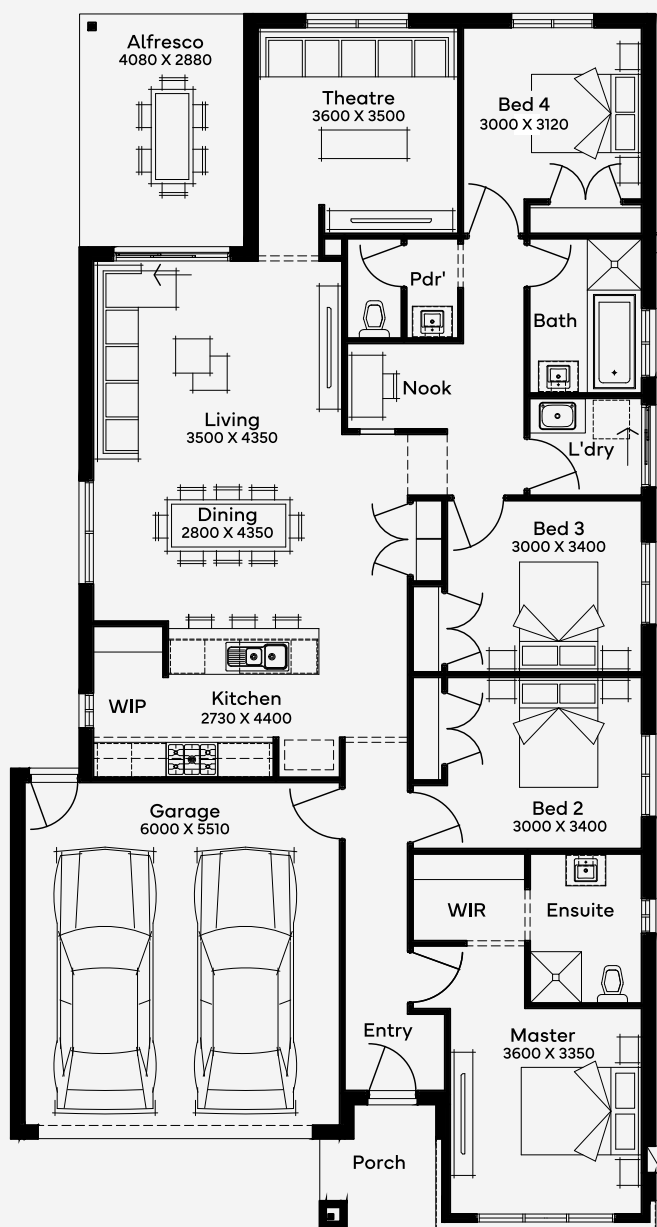 Alfresco
4080 X 2880
Theatre
3600 X 3500
Bed 4
3000 X 3120
Pdr'
Bath
Nook
Living
3500 X 4350
L'dry
Dining
2800 X 4350
Bed 3
3000 X 3400
WIP
Kitchen
2730 X 4400
Garage
6000 X 5510
Bed 2
3000 X 3400
WIR
Ensuite
Entry
Master
3600 X 3350
Porch